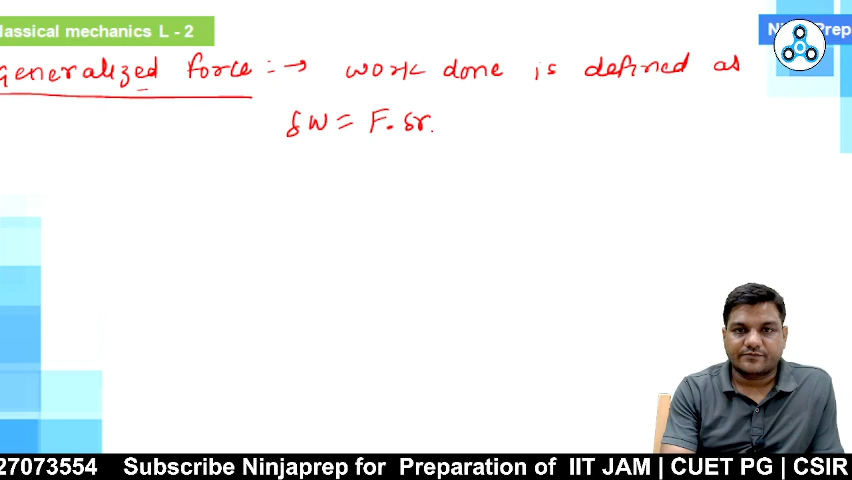 lassical mechanics L - 2
Generalized force :→ work done is defined as
δW = F. δr.
27073554 Subscribe Ninjaprep for Preparation of IIT JAM | CUET PG | CSIR